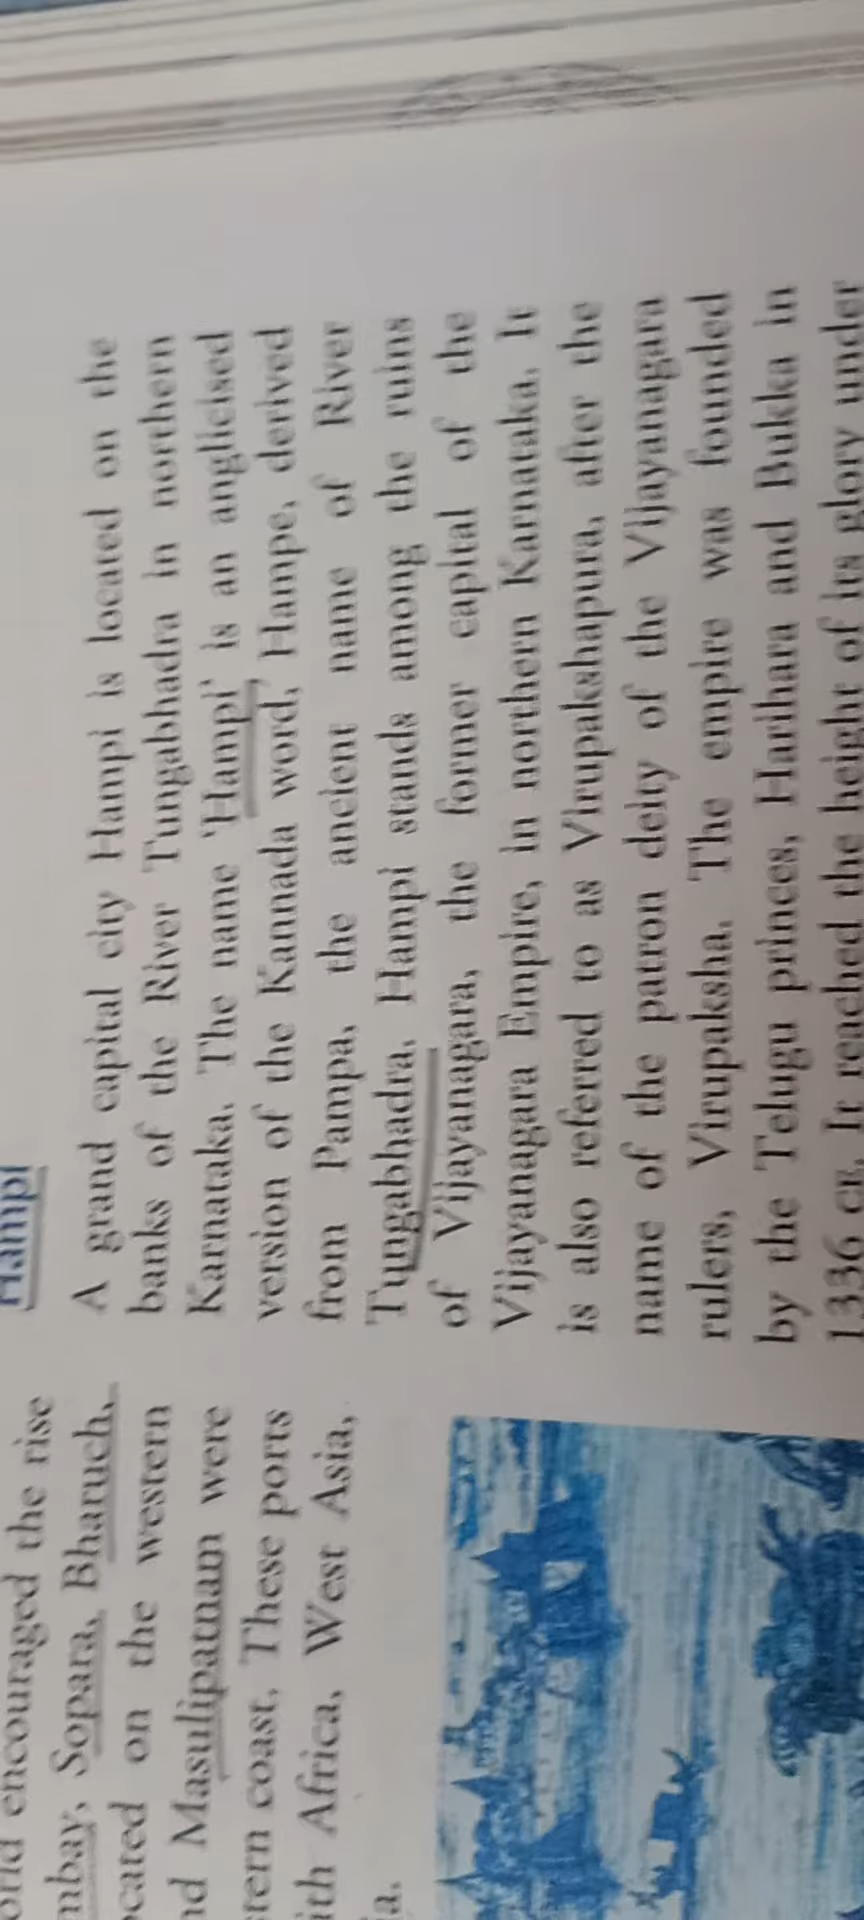 encouraged the rise
mbay, Sopara, Bharuch,
cated on the western
nd Masulipatnam were
tern coast. These ports
ith Africa, West Asia,
a.
Hampi
A grand capital city Hampi is located on the
banks of the River Tungabhadra in northern
Karnataka. The name 'Hampi' is an anglicised
version of the Kannada word, Hampe, derived
from Pampa, the ancient name of River
Tungabhadra. Hampi stands among the ruins
of Vijayanagara, the former capital of the
Vijayanagara Empire, in northern Karnataka. It
is also referred to as Virupakshapura, after the
name of the patron deity of the Vijayanagara
rulers, Virupaksha. The empire was founded
by the Telugu princes, Harihara and Bukka in
1336 CE. It reached the height of its glory under